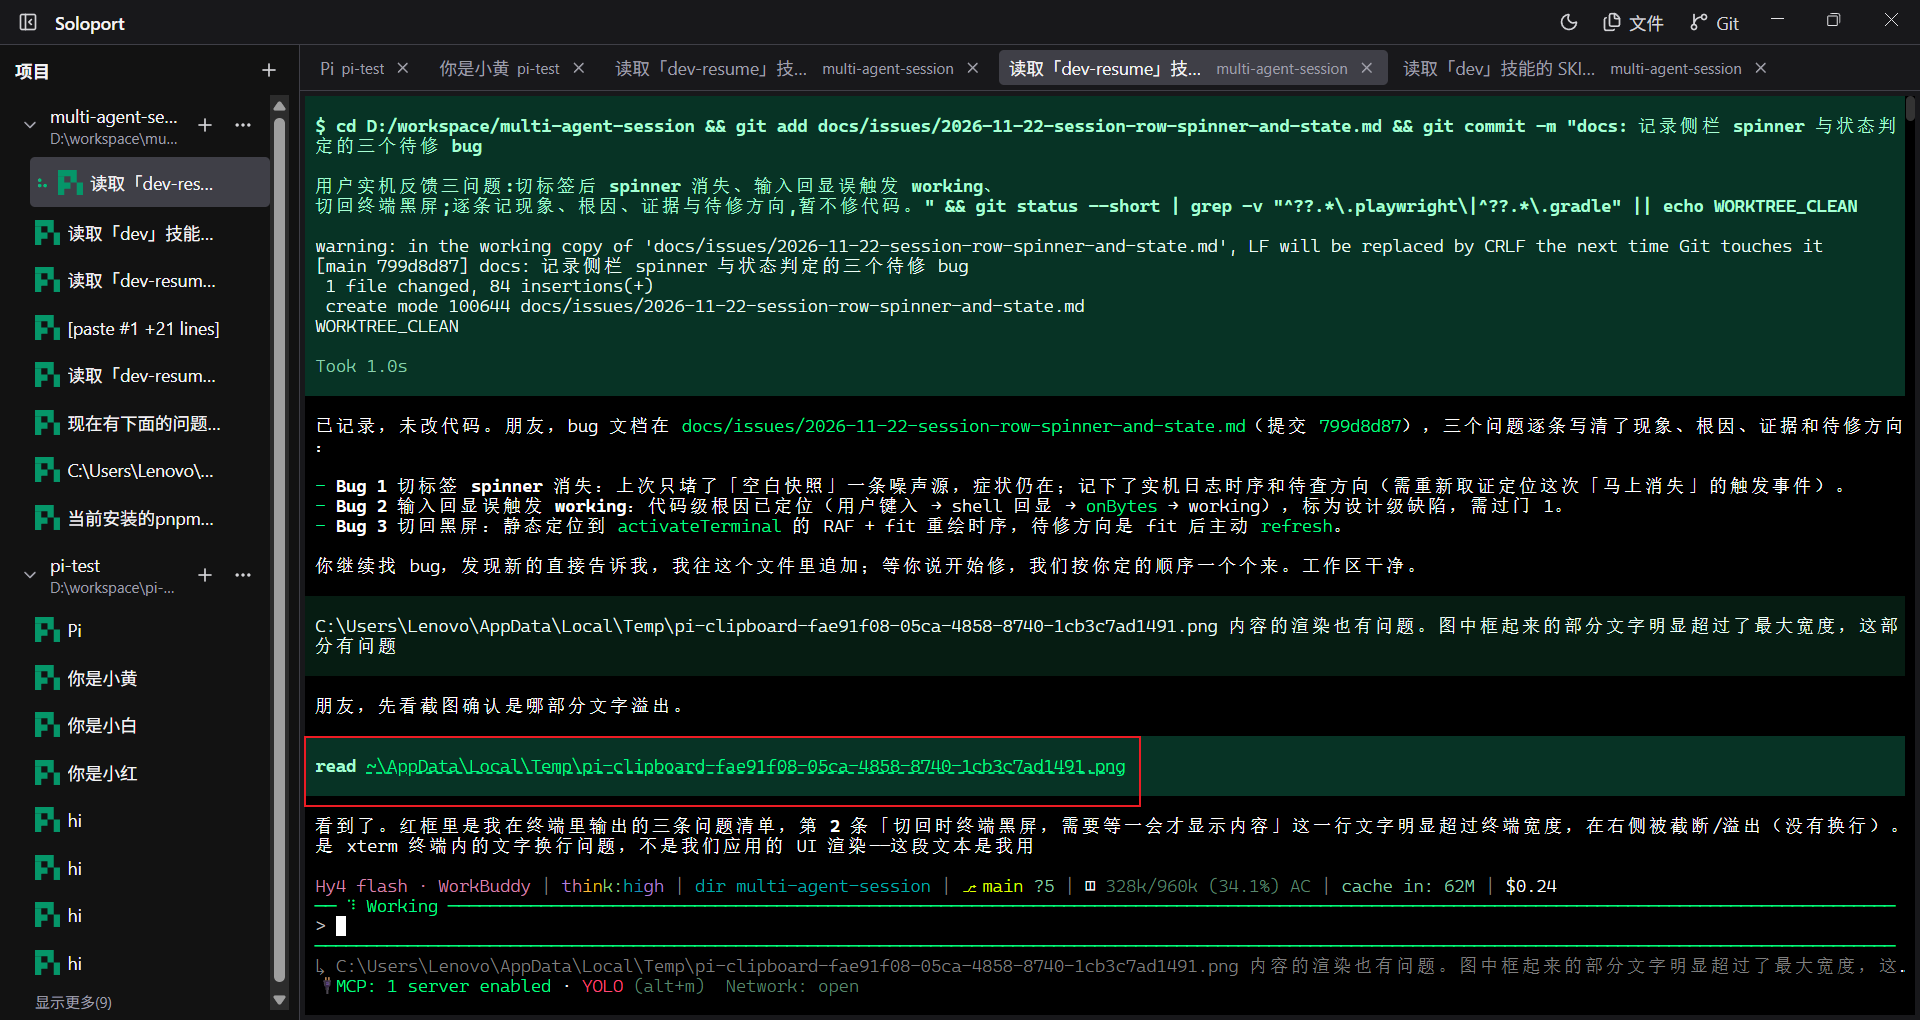 Soloport
文件
Git
项目
Pi pi-test
你是小黄 pi-test
读取「dev-resume」技... multi-agent-session
读取「dev-resume」技... multi-agent-session
读取「dev」技能的 SKI... multi-agent-session
multi-agent-se...
D:\workspace\mu...
读取「dev-res...
读取「dev」技能...
读取「dev-resum...
[paste #1 +21 lines]
读取「dev-resum...
现在有下面的问题...
C:\Users\Lenovo\...
当前安装的pnpm...
pi-test
D:\workspace\pi-...
Pi
你是小黄
你是小白
你是小红
hi
hi
hi
hi
显示更多(9)
$ cd D:/workspace/multi-agent-session && git add docs/issues/2026-11-22-session-row-spinner-and-state.md && git commit -m "docs: 记录侧栏 spinner 与状态判
定的三个待修 bug
用户实机反馈三问题:切标签后 spinner 消失、输入回显误触发 working、
切回终端黑屏;逐条记现象、根因、证据与待修方向,暂不修代码。" && git status --short | grep -v "^??.*\.playwright\|^??.*\.gradle" || echo WORKTREE_CLEAN
warning: in the working copy of 'docs/issues/2026-11-22-session-row-spinner-and-state.md', LF will be replaced by CRLF the next time Git touches it
[main 799d8d87] docs: 记录侧栏 spinner 与状态判定的三个待修 bug
1 file changed, 84 insertions(+)
create mode 100644 docs/issues/2026-11-22-session-row-spinner-and-state.md
WORKTREE_CLEAN
Took 1.0s
已记录，未改代码。朋友，bug 文档在 docs/issues/2026-11-22-session-row-spinner-and-state.md（提交 799d8d87），三个问题逐条写清了现象、根因、证据和待修方向
：
- Bug 1 切标签 spinner 消失：上次只堵了「空白快照」一条噪声源，症状仍在；记下了实机日志时序和待查方向（需重新取证定位这次「马上消失」的触发事件）。
- Bug 2 输入回显误触发 working：代码级根因已定位（用户键入 → shell 回显 → onBytes → working），标为设计级缺陷，需过门 1。
- Bug 3 切回黑屏：静态定位到 activateTerminal 的 RAF + fit 重绘时序，待修方向是 fit 后主动 refresh。
你继续找 bug，发现新的直接告诉我，我往这个文件里追加；等你说开始修，我们按你定的顺序一个个来。工作区干净。
C:\Users\Lenovo\AppData\Local\Temp\pi-clipboard-fae91f08-05ca-4858-8740-1cb3c7ad1491.png 内容的渲染也有问题。图中框起来的部分文字明显超过了最大宽度，这部
分有问题
朋友，先看截图确认是哪部分文字溢出。
read ~\AppData\Local\Temp\pi-clipboard-fae91f08-05ca-4858-8740-1cb3c7ad1491.png
看到了。红框里是我在终端里输出的三条问题清单，第 2 条「切回时终端黑屏，需要等一会才显示内容」这一行文字明显超过终端宽度，在右侧被截断/溢出（没有换行）。
是 xterm 终端内的文字换行问题，不是我们应用的 UI 渲染——这段文本是我用
Hy4 flash · WorkBuddy | think:high | dir multi-agent-session | main ?5 | 328k/960k (34.1%) AC | cache in: 62M | $0.24
Working
>
C:\Users\Lenovo\AppData\Local\Temp\pi-clipboard-fae91f08-05ca-4858-8740-1cb3c7ad1491.png 内容的渲染也有问题。图中框起来的部分文字明显超过了最大宽度，这.
MCP: 1 server enabled · YOLO (alt+m) Network: open